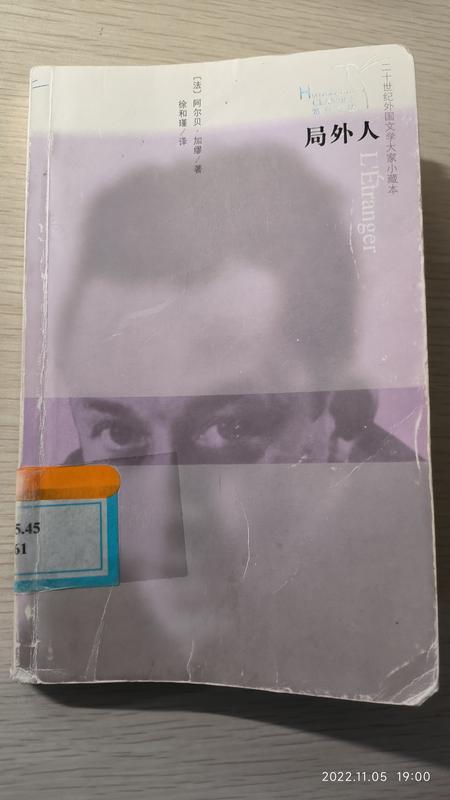 二十世纪外国文学大家小藏本
局外人
L'Étranger
[法]阿尔贝·加缪/著
徐和瑾/译
5.45
61
2022.11.05 19:00